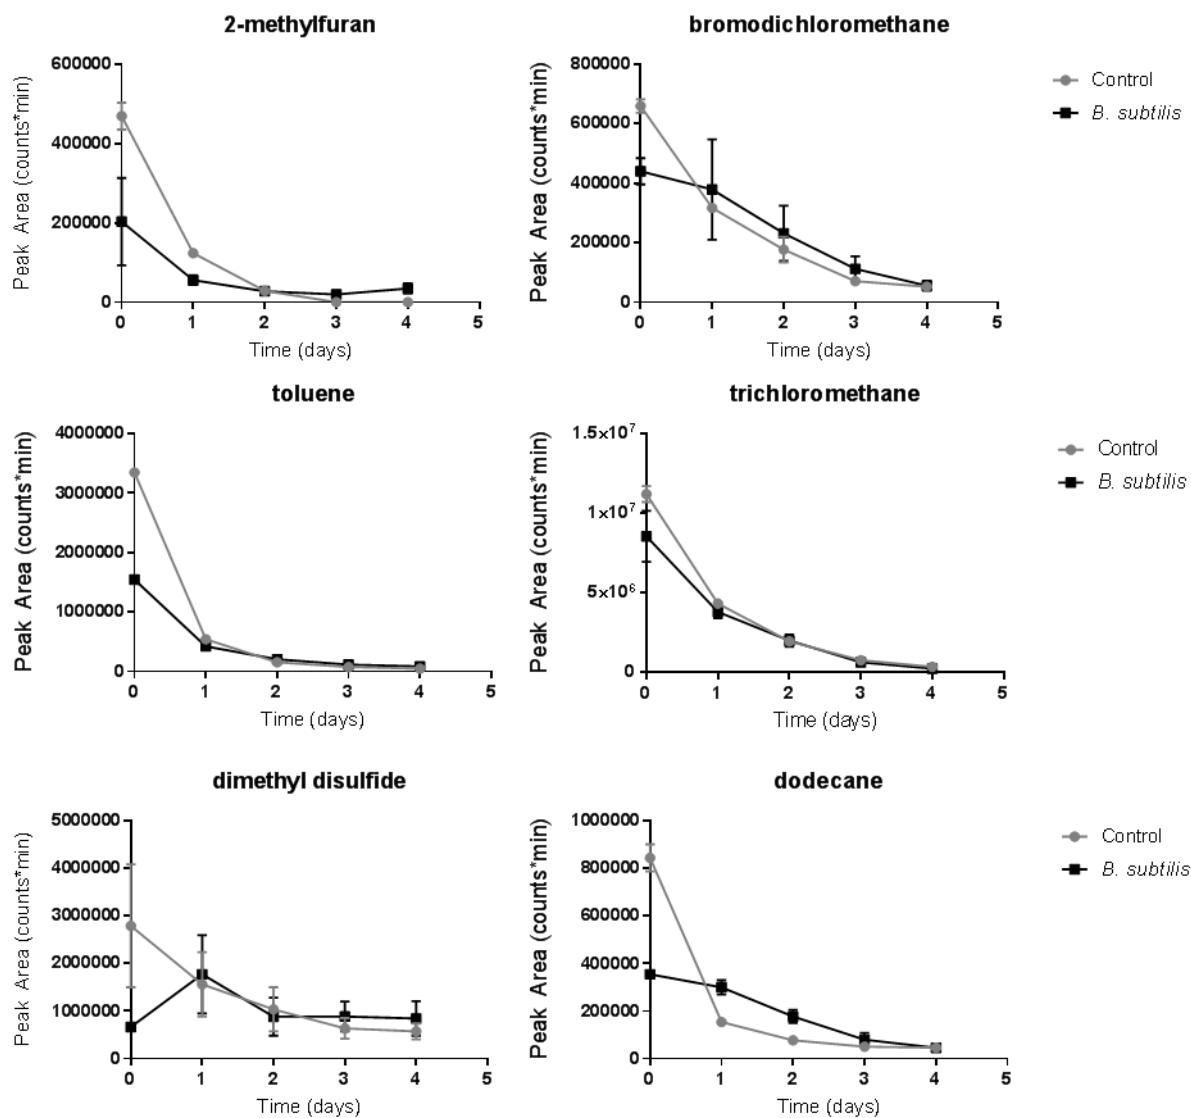 2-methylfuran
Peak Area (counts*min)
600000
400000
200000
0
0 1 2 3 4 5
Time (days)
bromodichloromethane
Peak Area (counts*min)
800000
600000
400000
200000
0
0 1 2 3 4 5
Time (days)
Control
B. subtilis
toluene
Peak Area (counts*min)
4000000
3000000
2000000
1000000
0
0 1 2 3 4 5
Time (days)
trichloromethane
Peak Area (counts*min)
1.5×10⁷
1×10⁷
5×10⁶
0
0 1 2 3 4 5
Time (days)
Control
B. subtilis
dimethyl disulfide
Peak Area (counts*min)
5000000
4000000
3000000
2000000
1000000
0
0 1 2 3 4 5
Time (days)
dodecane
Peak Area (counts*min)
1000000
800000
600000
400000
200000
0
0 1 2 3 4 5
Time (days)
Control
B. subtilis